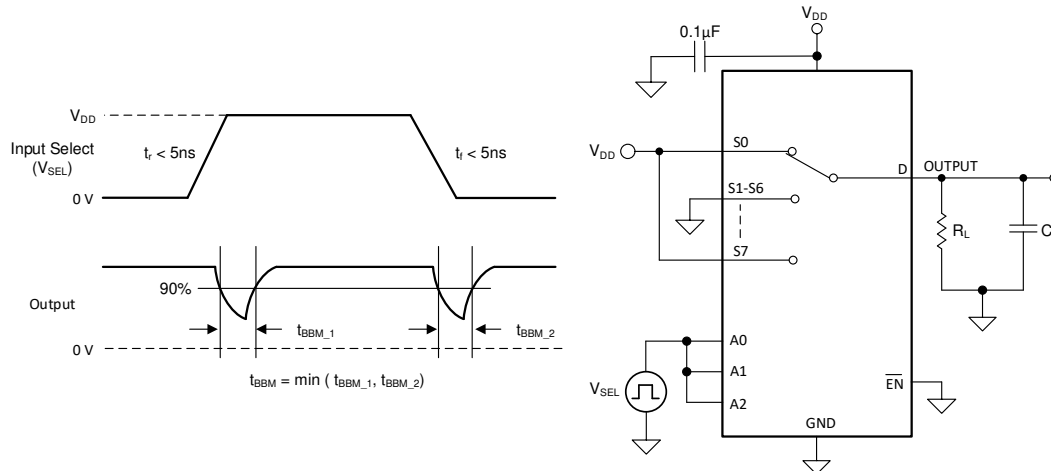 V_DD
Input Select
(V_SEL)
t_r < 5ns
t_f < 5ns
0 V
Output
90%
t_BBM_1
t_BBM_2
0 V
t_BBM = min ( t_BBM_1, t_BBM_2)
V_DD
0.1µF
V_DD
S0
D
OUTPUT
S1-S6
S7
R_L
C
A0
A1
A2
V_SEL
EN
GND